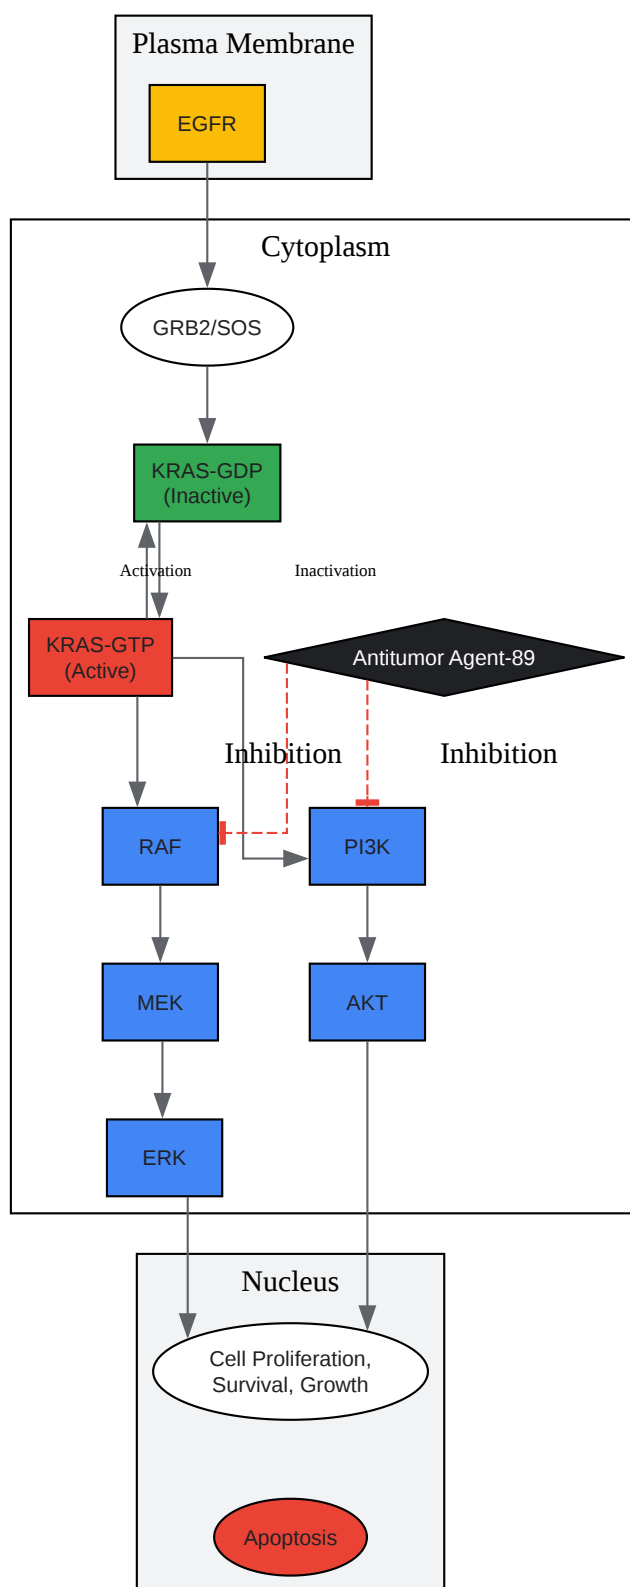 Plasma Membrane
EGFR
Cytoplasm
GRB2/SOS
KRAS-GDP
(Inactive)
Activation
Inactivation
KRAS-GTP
(Active)
Antitumor Agent-89
Inhibition
Inhibition
RAF
PI3K
MEK
AKT
ERK
Nucleus
Cell Proliferation,
Survival, Growth
Apoptosis